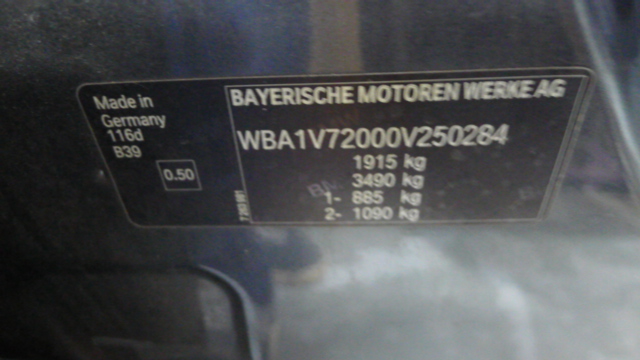 Made in
Germany
116d
B39
0.50
BAYERISCHE MOTOREN WERKE AG
WBA1V72000V250284
1915 kg
3490 kg
1- 885 kg
2- 1090 kg